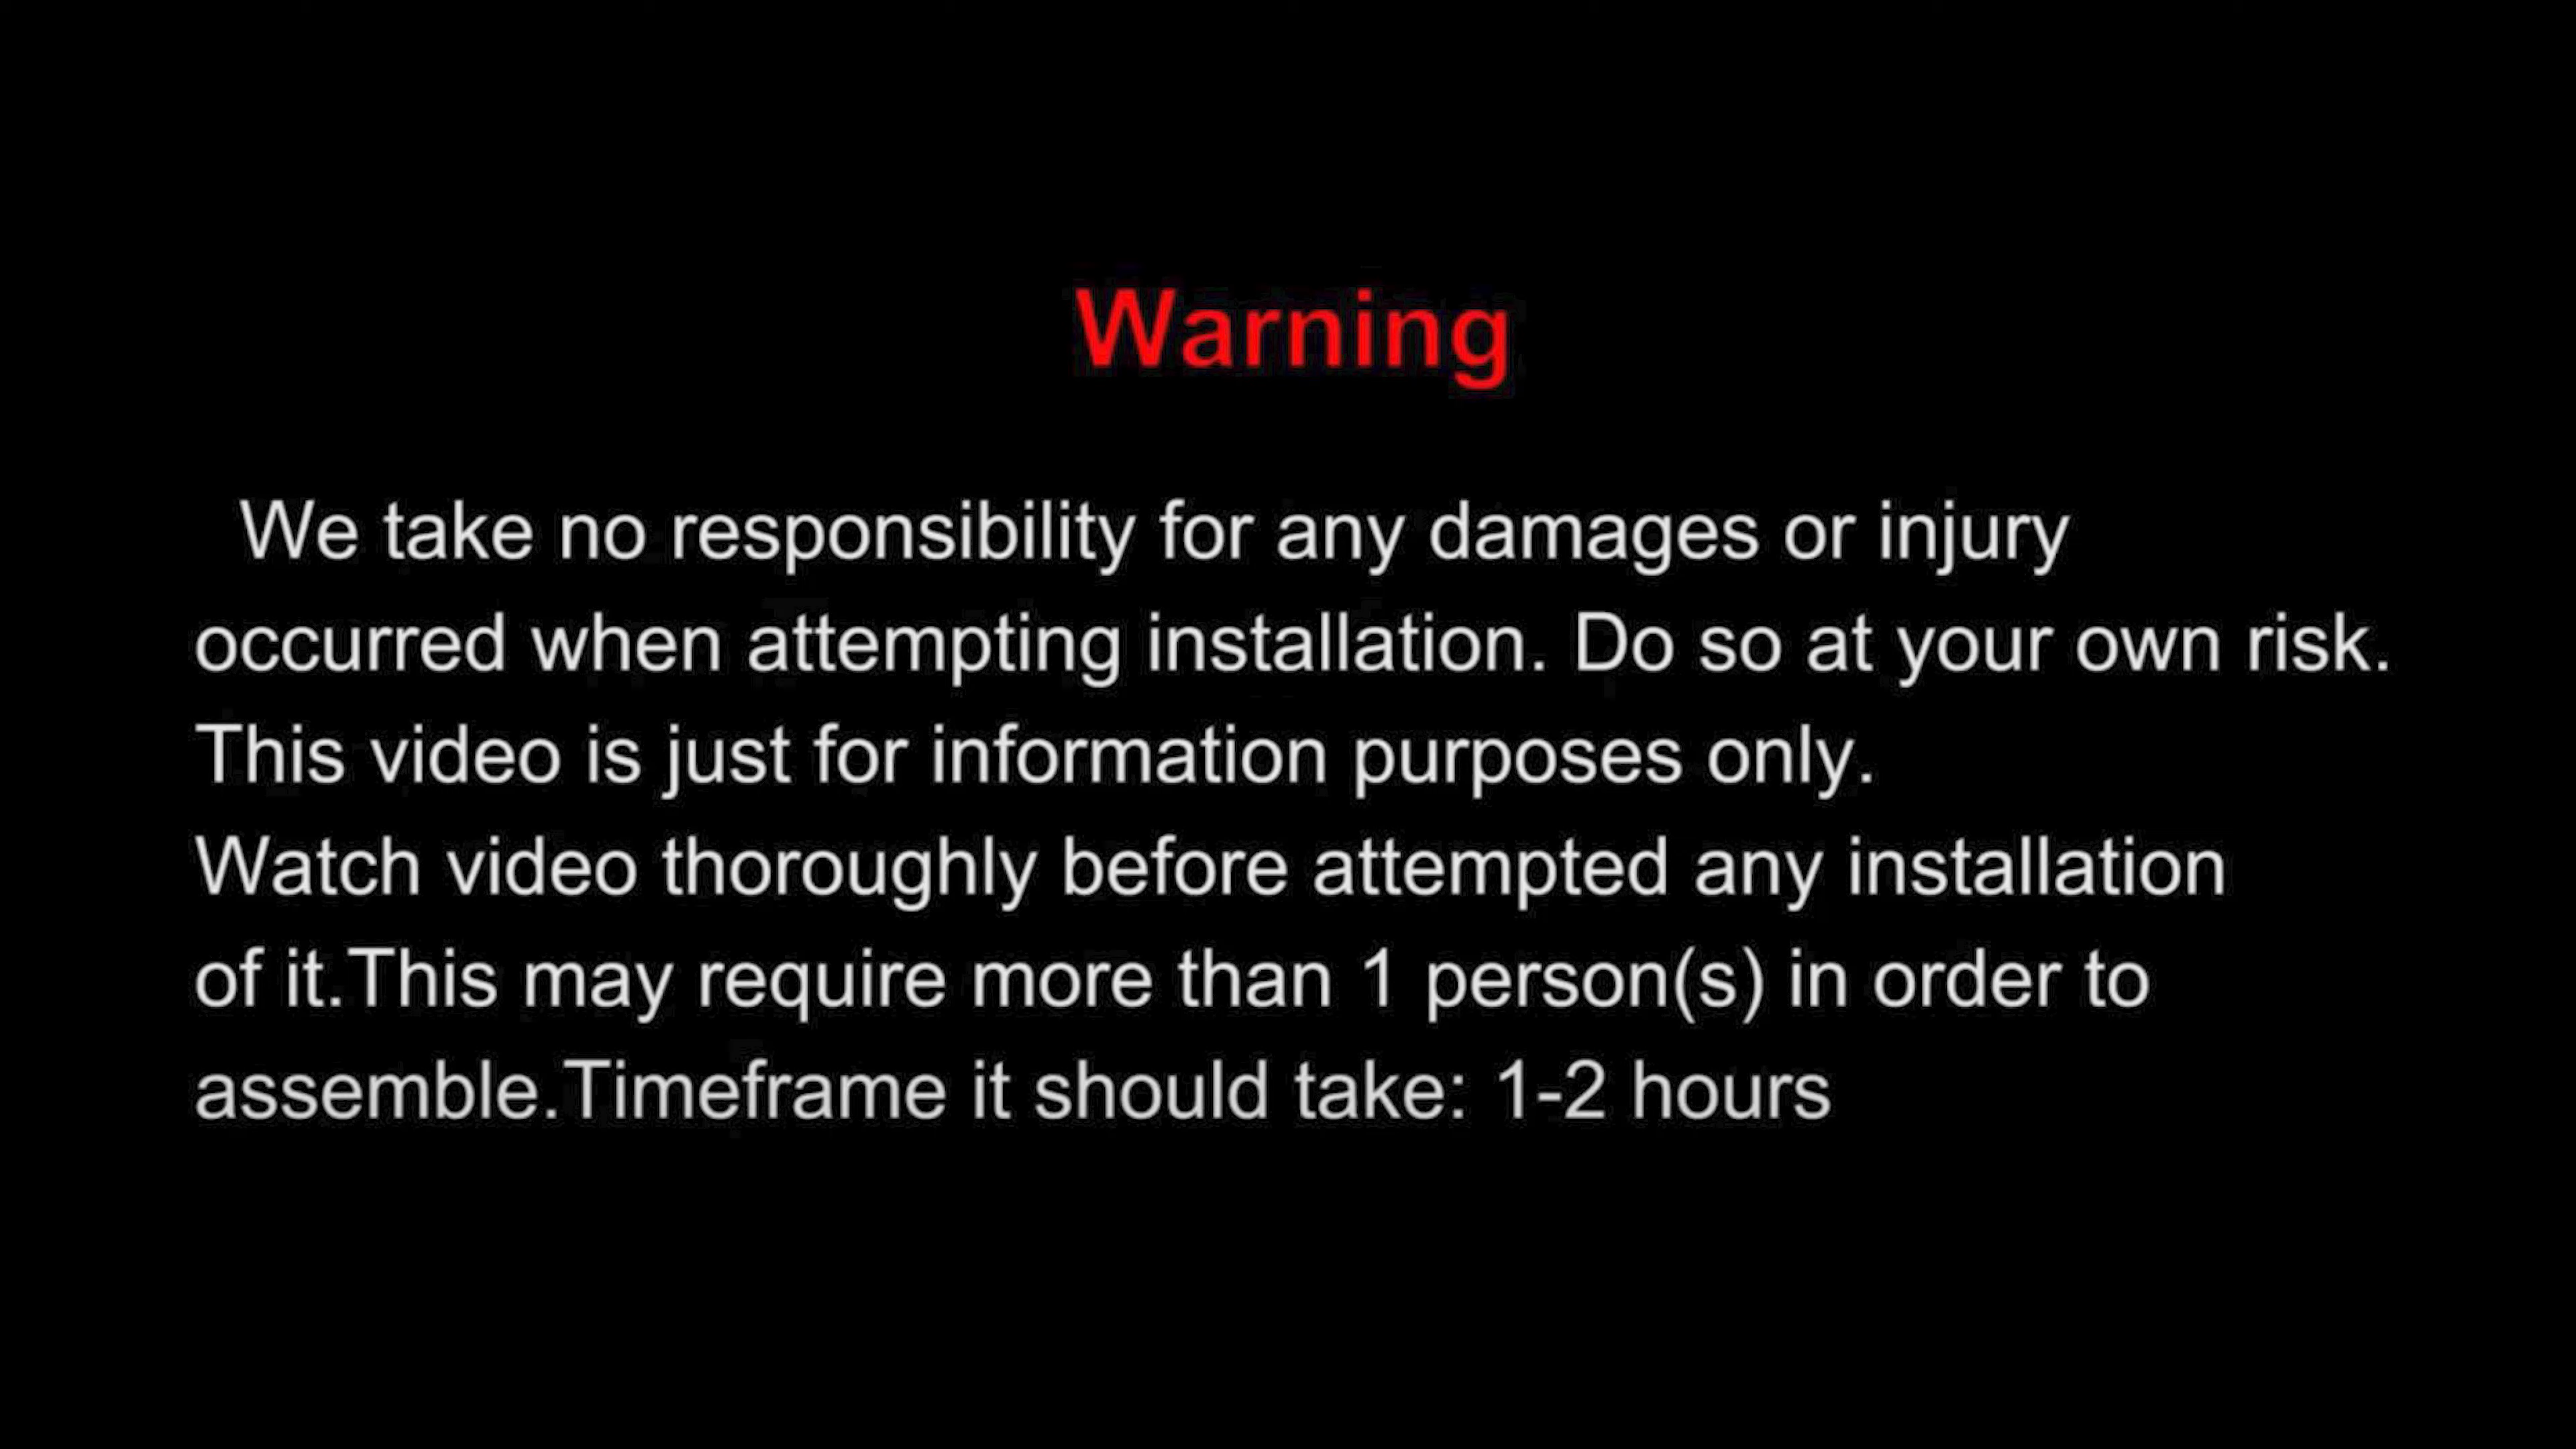 Warning
We take no responsibility for any damages or injury
occurred when attempting installation. Do so at your own risk.
This video is just for information purposes only.
Watch video thoroughly before attempted any installation
of it.This may require more than 1 person(s) in order to
assemble.Timeframe it should take: 1-2 hours